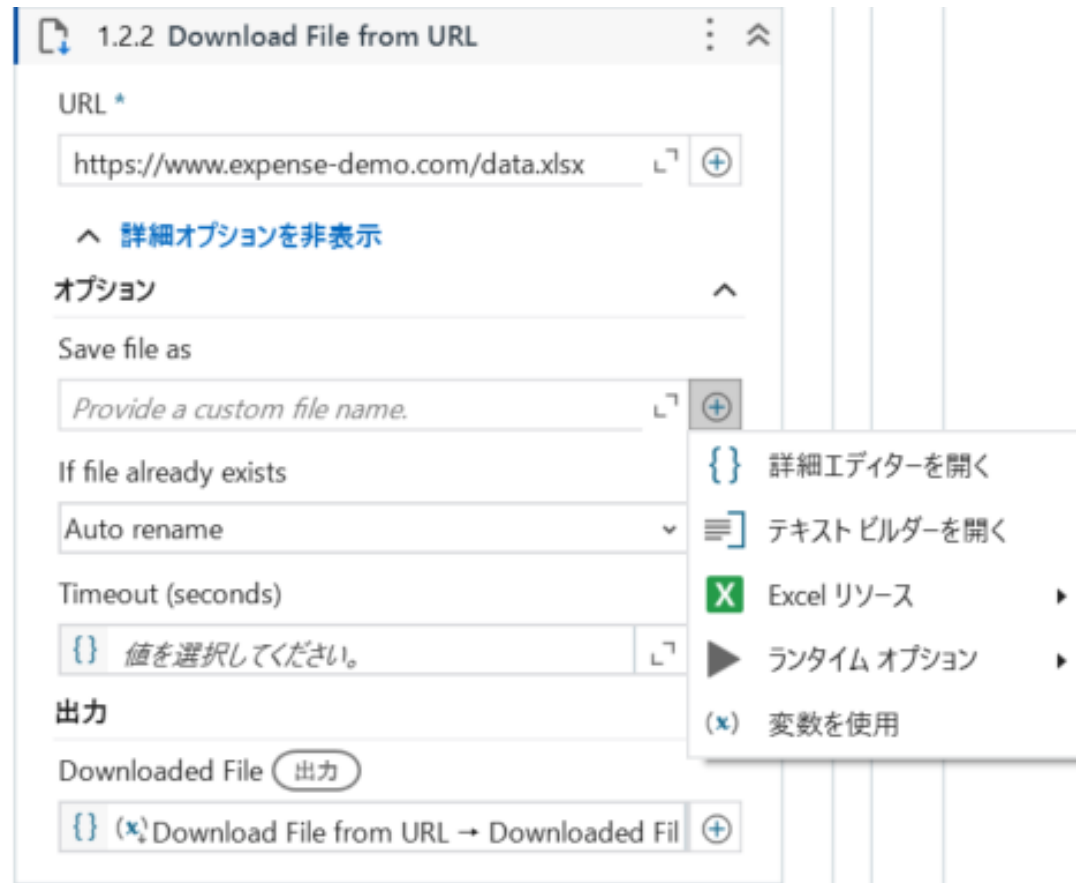 1.2.2 Download File from URL
URL *
https://www.expense-demo.com/data.xlsx
詳細オプションを非表示
オプション
Save file as
Provide a custom file name.
If file already exists
Auto rename
Timeout (seconds)
{} 値を選択してください。
出力
Downloaded File 出力
{} (x) Download File from URL → Downloaded Fil
{} 詳細エディターを開く
テキスト ビルダーを開く
X Excel リソース
ランタイム オプション
(x) 変数を使用